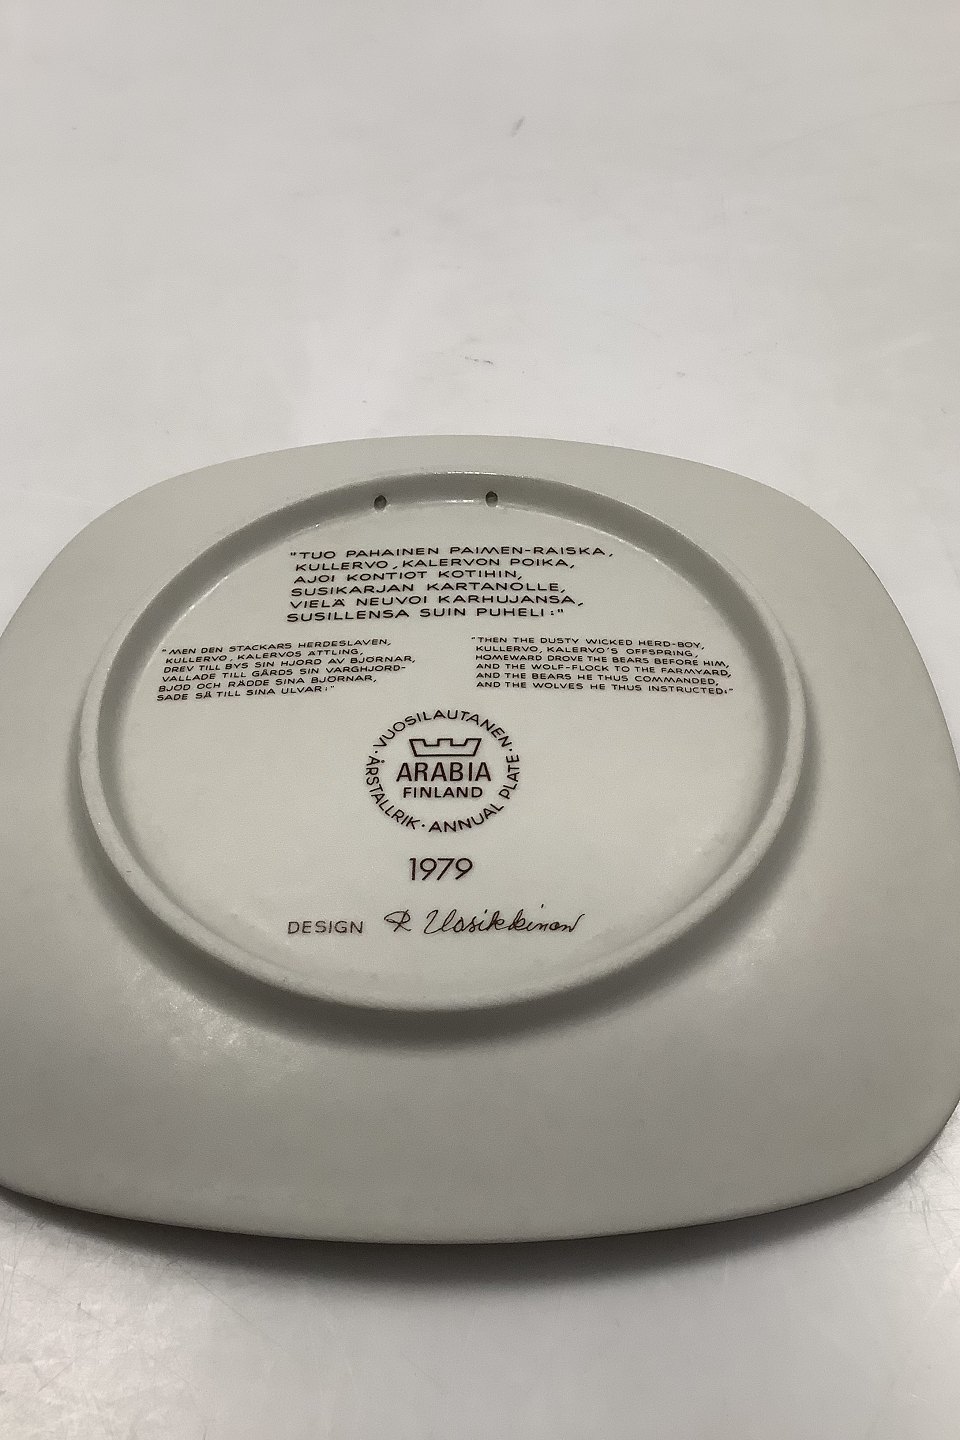 "TUO PAHAINEN PAIMEN-RAISKA,
KULLERVO, KALERVON POIKA,
AJOI KONTIOT KOTIHIN,
SUSIKARJAN KARTANOLLE,
VIELÄ NEUVOI KARHUJANSA,
SUSILLENSA SUIN PUHELI:"
"MEN DEN STACKARS HERDESLAVEN,
KULLERVO, KALERVOS ÄTTLING,
DREV TILL BYS SIN HJORD AV BJÖRNAR,
VALLADE TILL GÅRDS SIN VARGHJORD-
BJÖD OCH RÄDDE SINA BJÖRNAR,
SADE SÅ TILL SINA ULVAR:"
"THEN THE DUSTY WICKED HERD-BOY,
KULLERVO, KALERVO'S OFFSPRING,
HOMEWARD DROVE THE BEARS BEFORE HIM,
AND THE WOLF-FLOCK TO THE FARMYARD,
AND THE BEARS HE THUS COMMANDED,
AND THE WOLVES HE THUS INSTRUCTED:"
· VUOSILAUTANEN ·
ARABIA
FINLAND
ÅRSTALLRIK · ANNUAL PLATE
1979
DESIGN R Uosikkinen